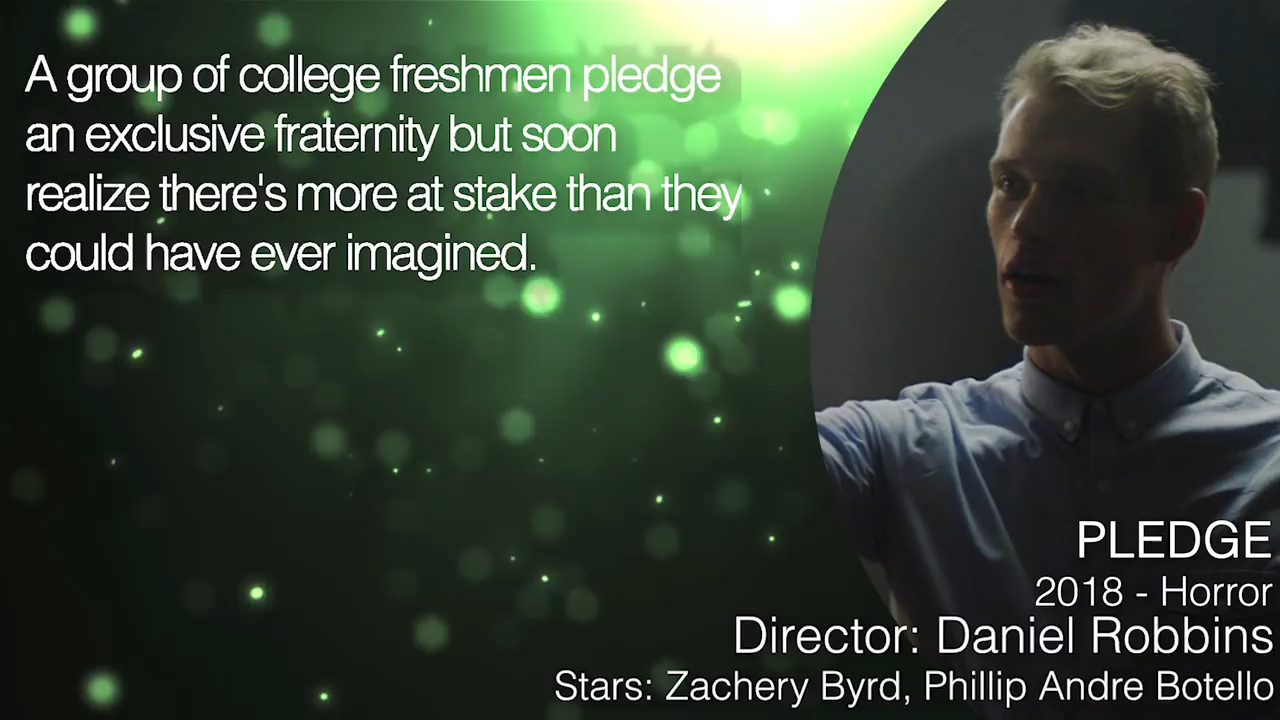 A group of college freshmen pledge
an exclusive fraternity but soon
realize there's more at stake than they
could have ever imagined.
PLEDGE
2018 - Horror
Director: Daniel Robbins
Stars: Zachery Byrd, Phillip Andre Botello